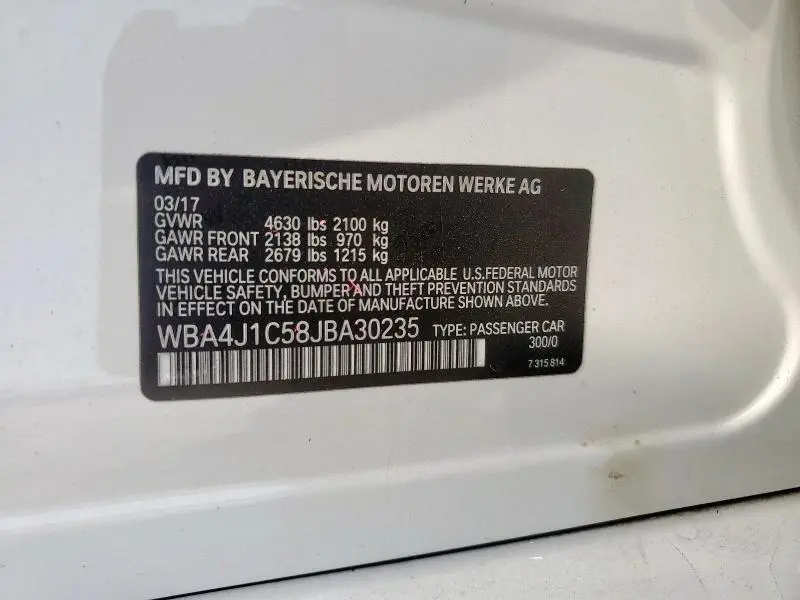 MFD BY BAYERISCHE MOTOREN WERKE AG
03/17
GVWR 4630 lbs 2100 kg
GAWR FRONT 2138 lbs 970 kg
GAWR REAR 2679 lbs 1215 kg
THIS VEHICLE CONFORMS TO ALL APPLICABLE U.S.FEDERAL MOTOR
VEHICLE SAFETY, BUMPER AND THEFT PREVENTION STANDARDS
IN EFFECT ON THE DATE OF MANUFACTURE SHOWN ABOVE.
WBA4J1C58JBA30235 TYPE: PASSENGER CAR
300/0
7 315 814